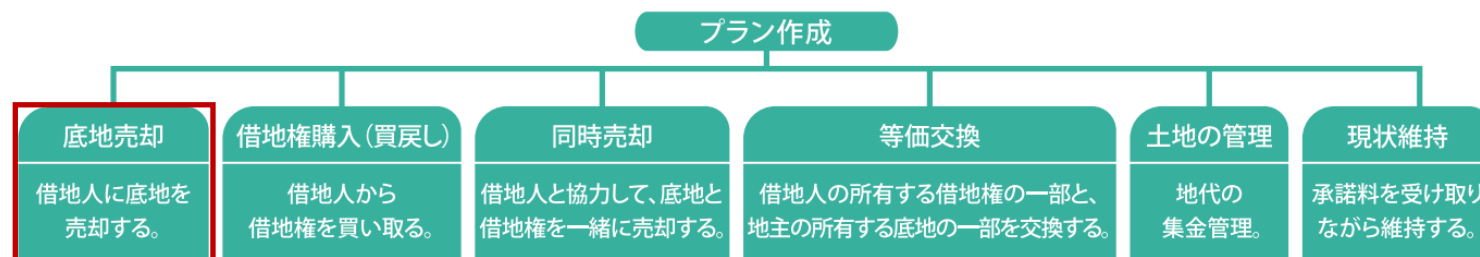 プラン作成
底地売却
借地人に底地を
売却する。
借地権購入(買戻し)
借地人から
借地権を買い取る。
同時売却
借地人と協力して、底地と
借地権を一緒に売却する。
等価交換
借地人の所有する借地権の一部と、
地主の所有する底地の一部を交換する。
土地の管理
地代の
集金管理。
現状維持
承諾料を受け取り
ながら維持する。